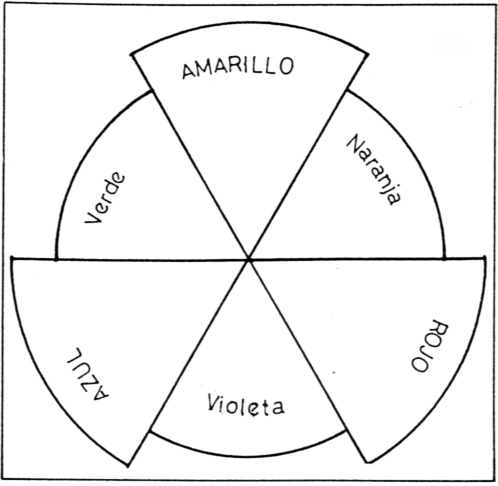 AMARILLO
Naranja
ROJO
Violeta
AZUL
Verde